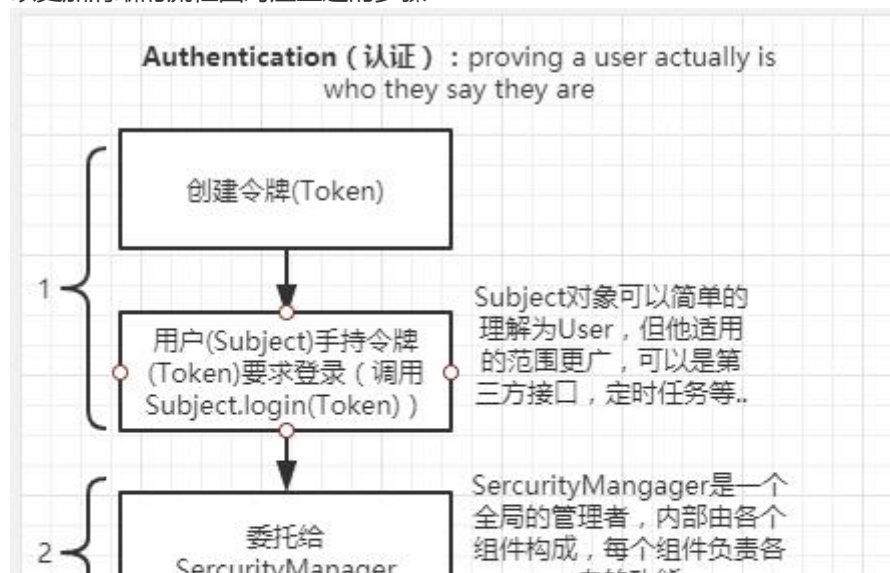 Authentication（认证）：proving a user actually is
who they say they are
创建令牌(Token)
1
用户(Subject)手持令牌
(Token)要求登录（调用
Subject.login(Token)）
Subject对象可以简单的
理解为User，但他适用
的范围更广，可以是第
三方接口，定时任务等..
2
委托给
SercurityManager
SercurityMangager是一个
全局的管理者，内部由各个
组件构成，每个组件负责各